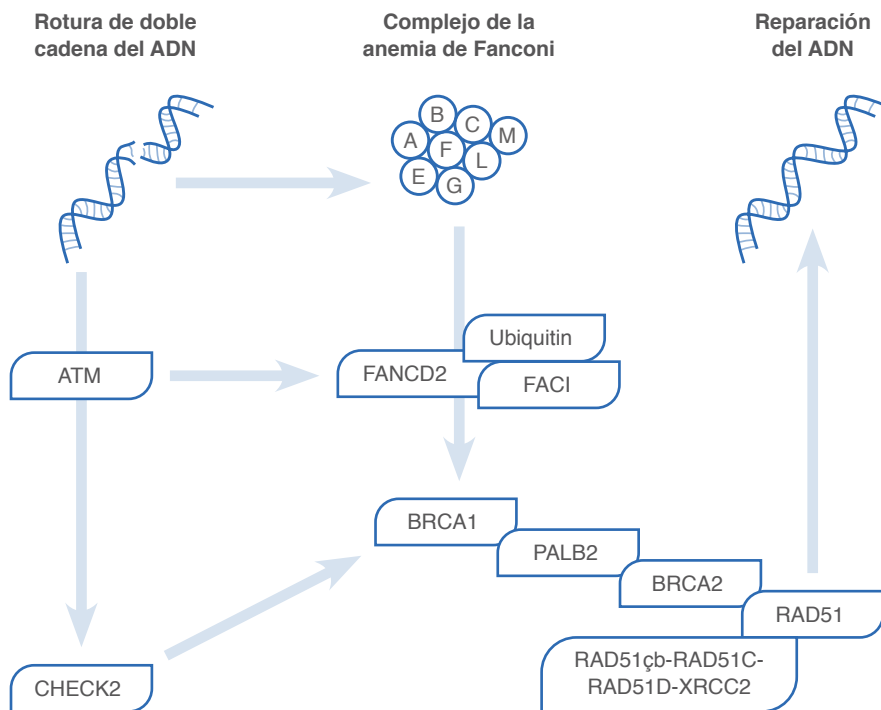 Rotura de doble
cadena del ADN
Complejo de la
anemia de Fanconi
Reparación
del ADN
B
C
M
A
F
L
E
G
Ubiquitin
ATM
FANCD2
FACI
BRCA1
PALB2
BRCA2
RAD51
RAD51çb-RAD51C-
RAD51D-XRCC2
CHECK2